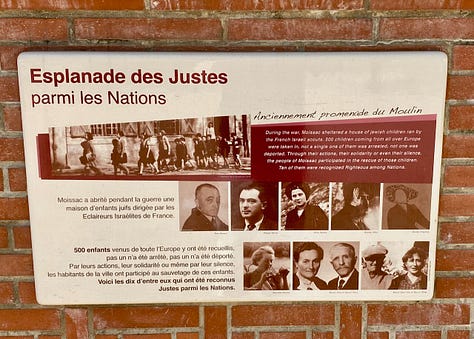 Esplanade des Justes
parmi les Nations
Anciennement promenade du Moulin
During the war, Moissac sheltered a house of Jewish children ran by
the French Israeli scouts. 500 children coming from all over Europe
were taken in, not a single one of them was arrested, not one was
deported. Through their actions, their solidarity or even their silence,
the people of Moissac participated in the rescue of those children.
Ten of them were recognized Righteous among Nations.
Moissac a abrité pendant la guerre une
maison d'enfants juifs dirigée par les
Eclaireurs Israélites de France.
500 enfants venus de toute l'Europe y ont été recueillis,
pas un n'a été arrêté, pas un n'a été déporté.
Par leurs actions, leur solidarité ou même par leur silence,
les habitants de la ville ont participé au sauvetage de ces enfants.
Voici les dix d'entre eux qui ont été reconnus
Justes parmi les Nations.